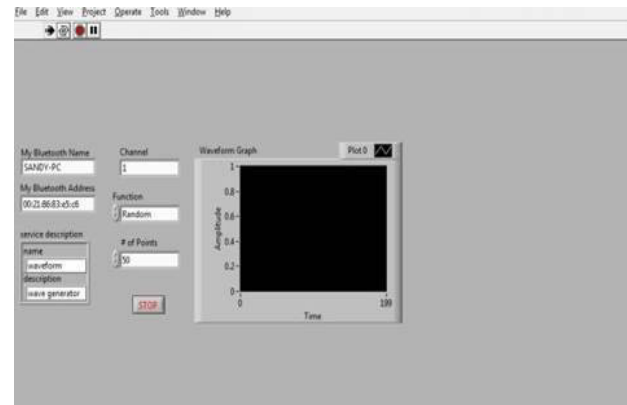 File Edit View Project Operate Tools Window Help
My Bluetooth Name
SANDY-PC
My Bluetooth Address
00:21:86:83:e5:c6
service description
name
waveform
description
wave generator
Channel
1
Function
Random
# of Points
50
STOP
Waveform Graph
Plot 0
Amplitude
1
0.8
0.6
0.4
0.2
0
0 199
Time